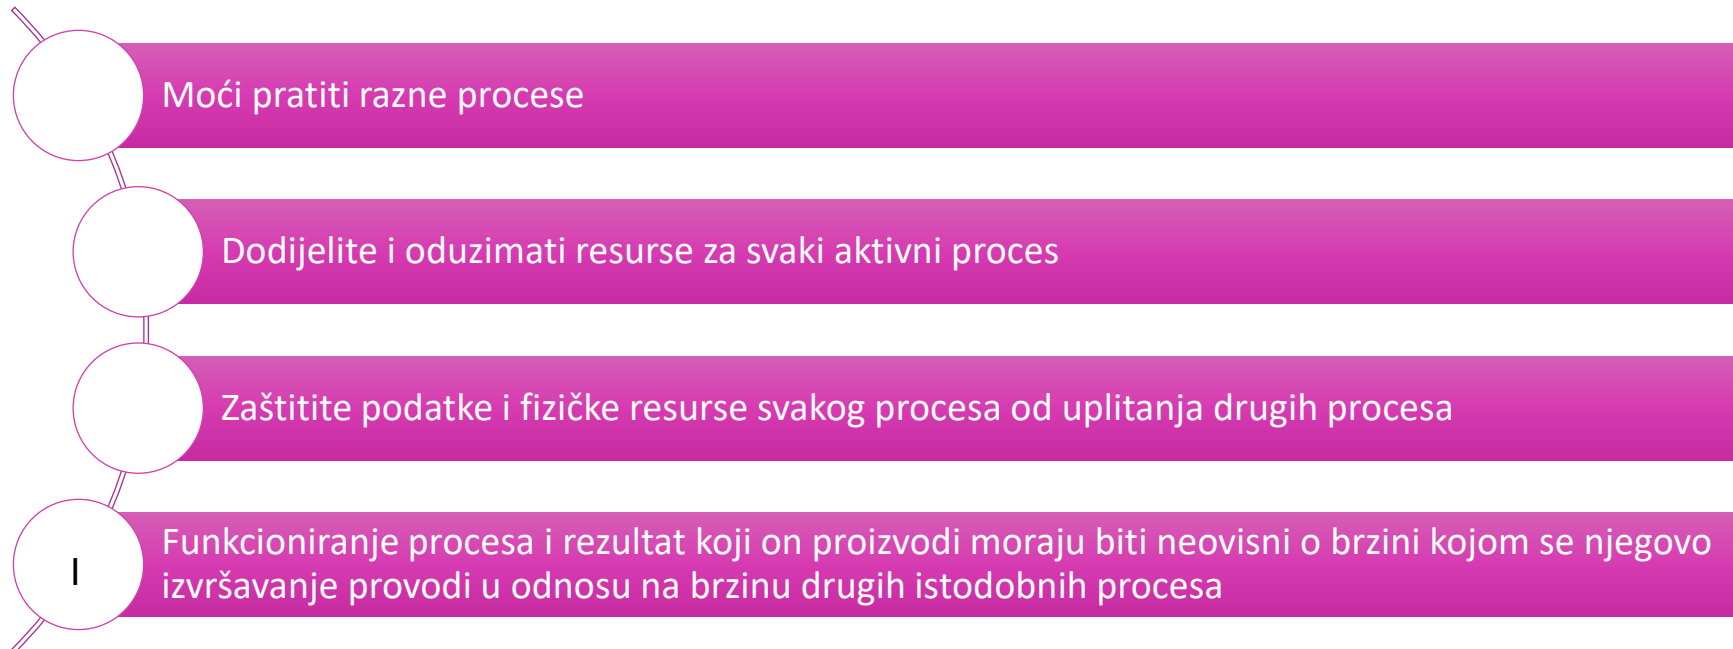 Moći pratiti razne procese
Dodijelite i oduzimati resurse za svaki aktivni proces
Zaštitite podatke i fizičke resurse svakog procesa od uplitanja drugih procesa
I
Funkcioniranje procesa i rezultat koji on proizvodi moraju biti neovisni o brzini kojom se njegovo
izvršavanje provodi u odnosu na brzinu drugih istodobnih procesa